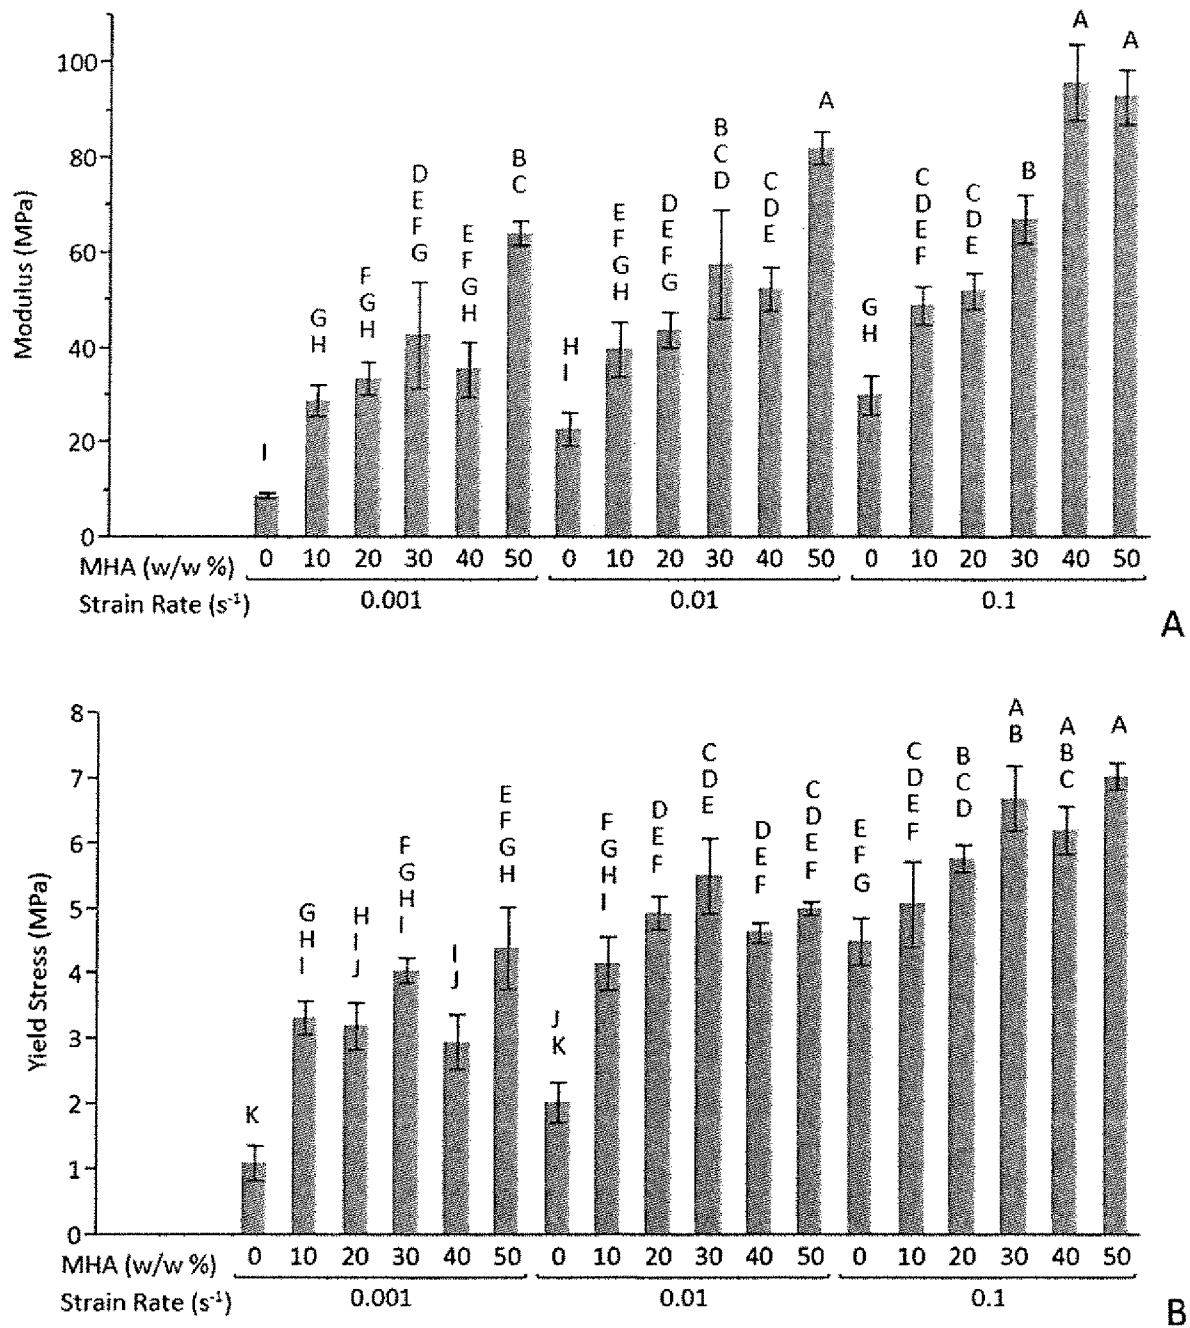 Modulus (MPa)
100
80
60
40
20
0
I
G
H
F
G
H
D
E
F
G
E
F
G
H
B
C
H
I
E
F
G
H
D
E
F
G
B
C
D
C
D
E
A
G
H
C
D
E
F
C
D
E
B
A
A
MHA (w/w %) 0 10 20 30 40 50 0 10 20 30 40 50 0 10 20 30 40 50
Strain Rate (s⁻¹) 0.001 0.01 0.1
A
Yield Stress (MPa)
8
7
6
5
4
3
2
1
0
K
G
H
I
H
I
J
F
G
H
I
I
J
E
F
G
H
J
K
F
G
H
I
D
E
F
C
D
E
D
E
F
C
D
E
F
E
F
G
C
D
E
F
B
C
D
A
B
A
B
C
A
MHA (w/w %) 0 10 20 30 40 50 0 10 20 30 40 50 0 10 20 30 40 50
Strain Rate (s⁻¹) 0.001 0.01 0.1
B